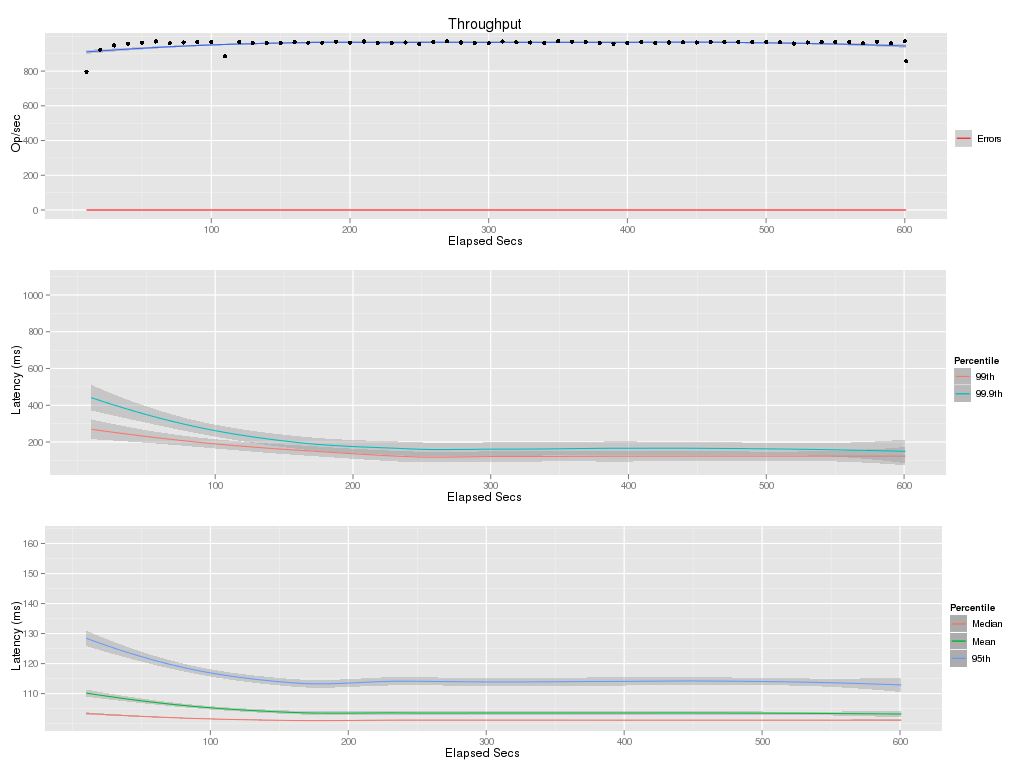 Throughput
800
600
400
200
0
Op/sec
100
200
300
400
500
600
Elapsed Secs
Errors
1000
800
600
400
200
Latency (ms)
100
200
300
400
500
600
Elapsed Secs
Percentile
99th
99.9th
160
150
140
130
120
110
Latency (ms)
100
200
300
400
500
600
Elapsed Secs
Percentile
Median
Mean
95th